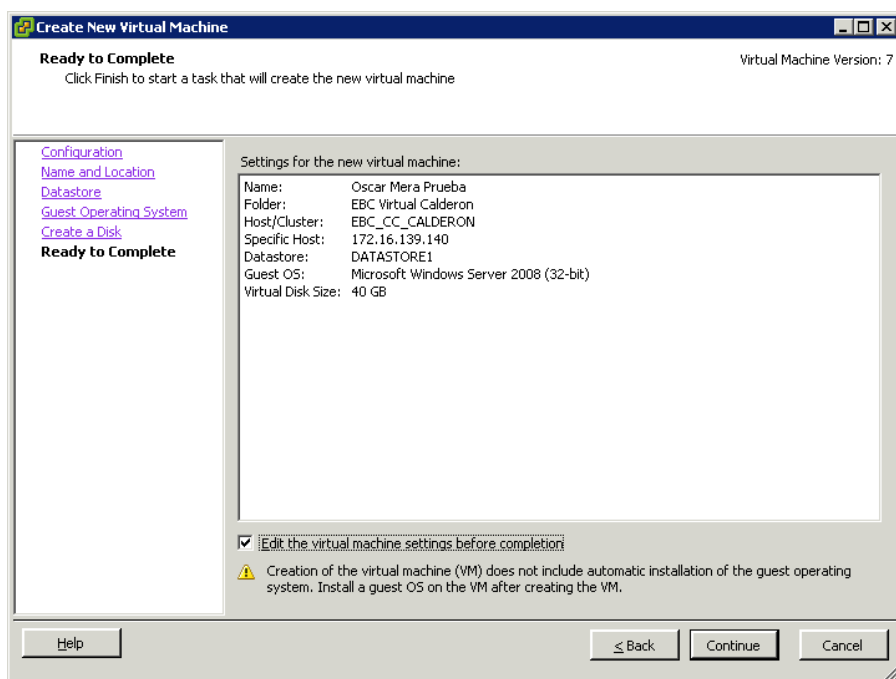 Create New Virtual Machine
Ready to Complete
Click Finish to start a task that will create the new virtual machine
Virtual Machine Version: 7
Configuration
Name and Location
Datastore
Guest Operating System
Create a Disk
Ready to Complete
Settings for the new virtual machine:
Name: Oscar Mera Prueba
Folder: EBC Virtual Calderon
Host/Cluster: EBC_CC_CALDERON
Specific Host: 172.16.139.140
Datastore: DATASTORE1
Guest OS: Microsoft Windows Server 2008 (32-bit)
Virtual Disk Size: 40 GB
Edit the virtual machine settings before completion
Creation of the virtual machine (VM) does not include automatic installation of the guest operating
system. Install a guest OS on the VM after creating the VM.
Help
< Back
Continue
Cancel